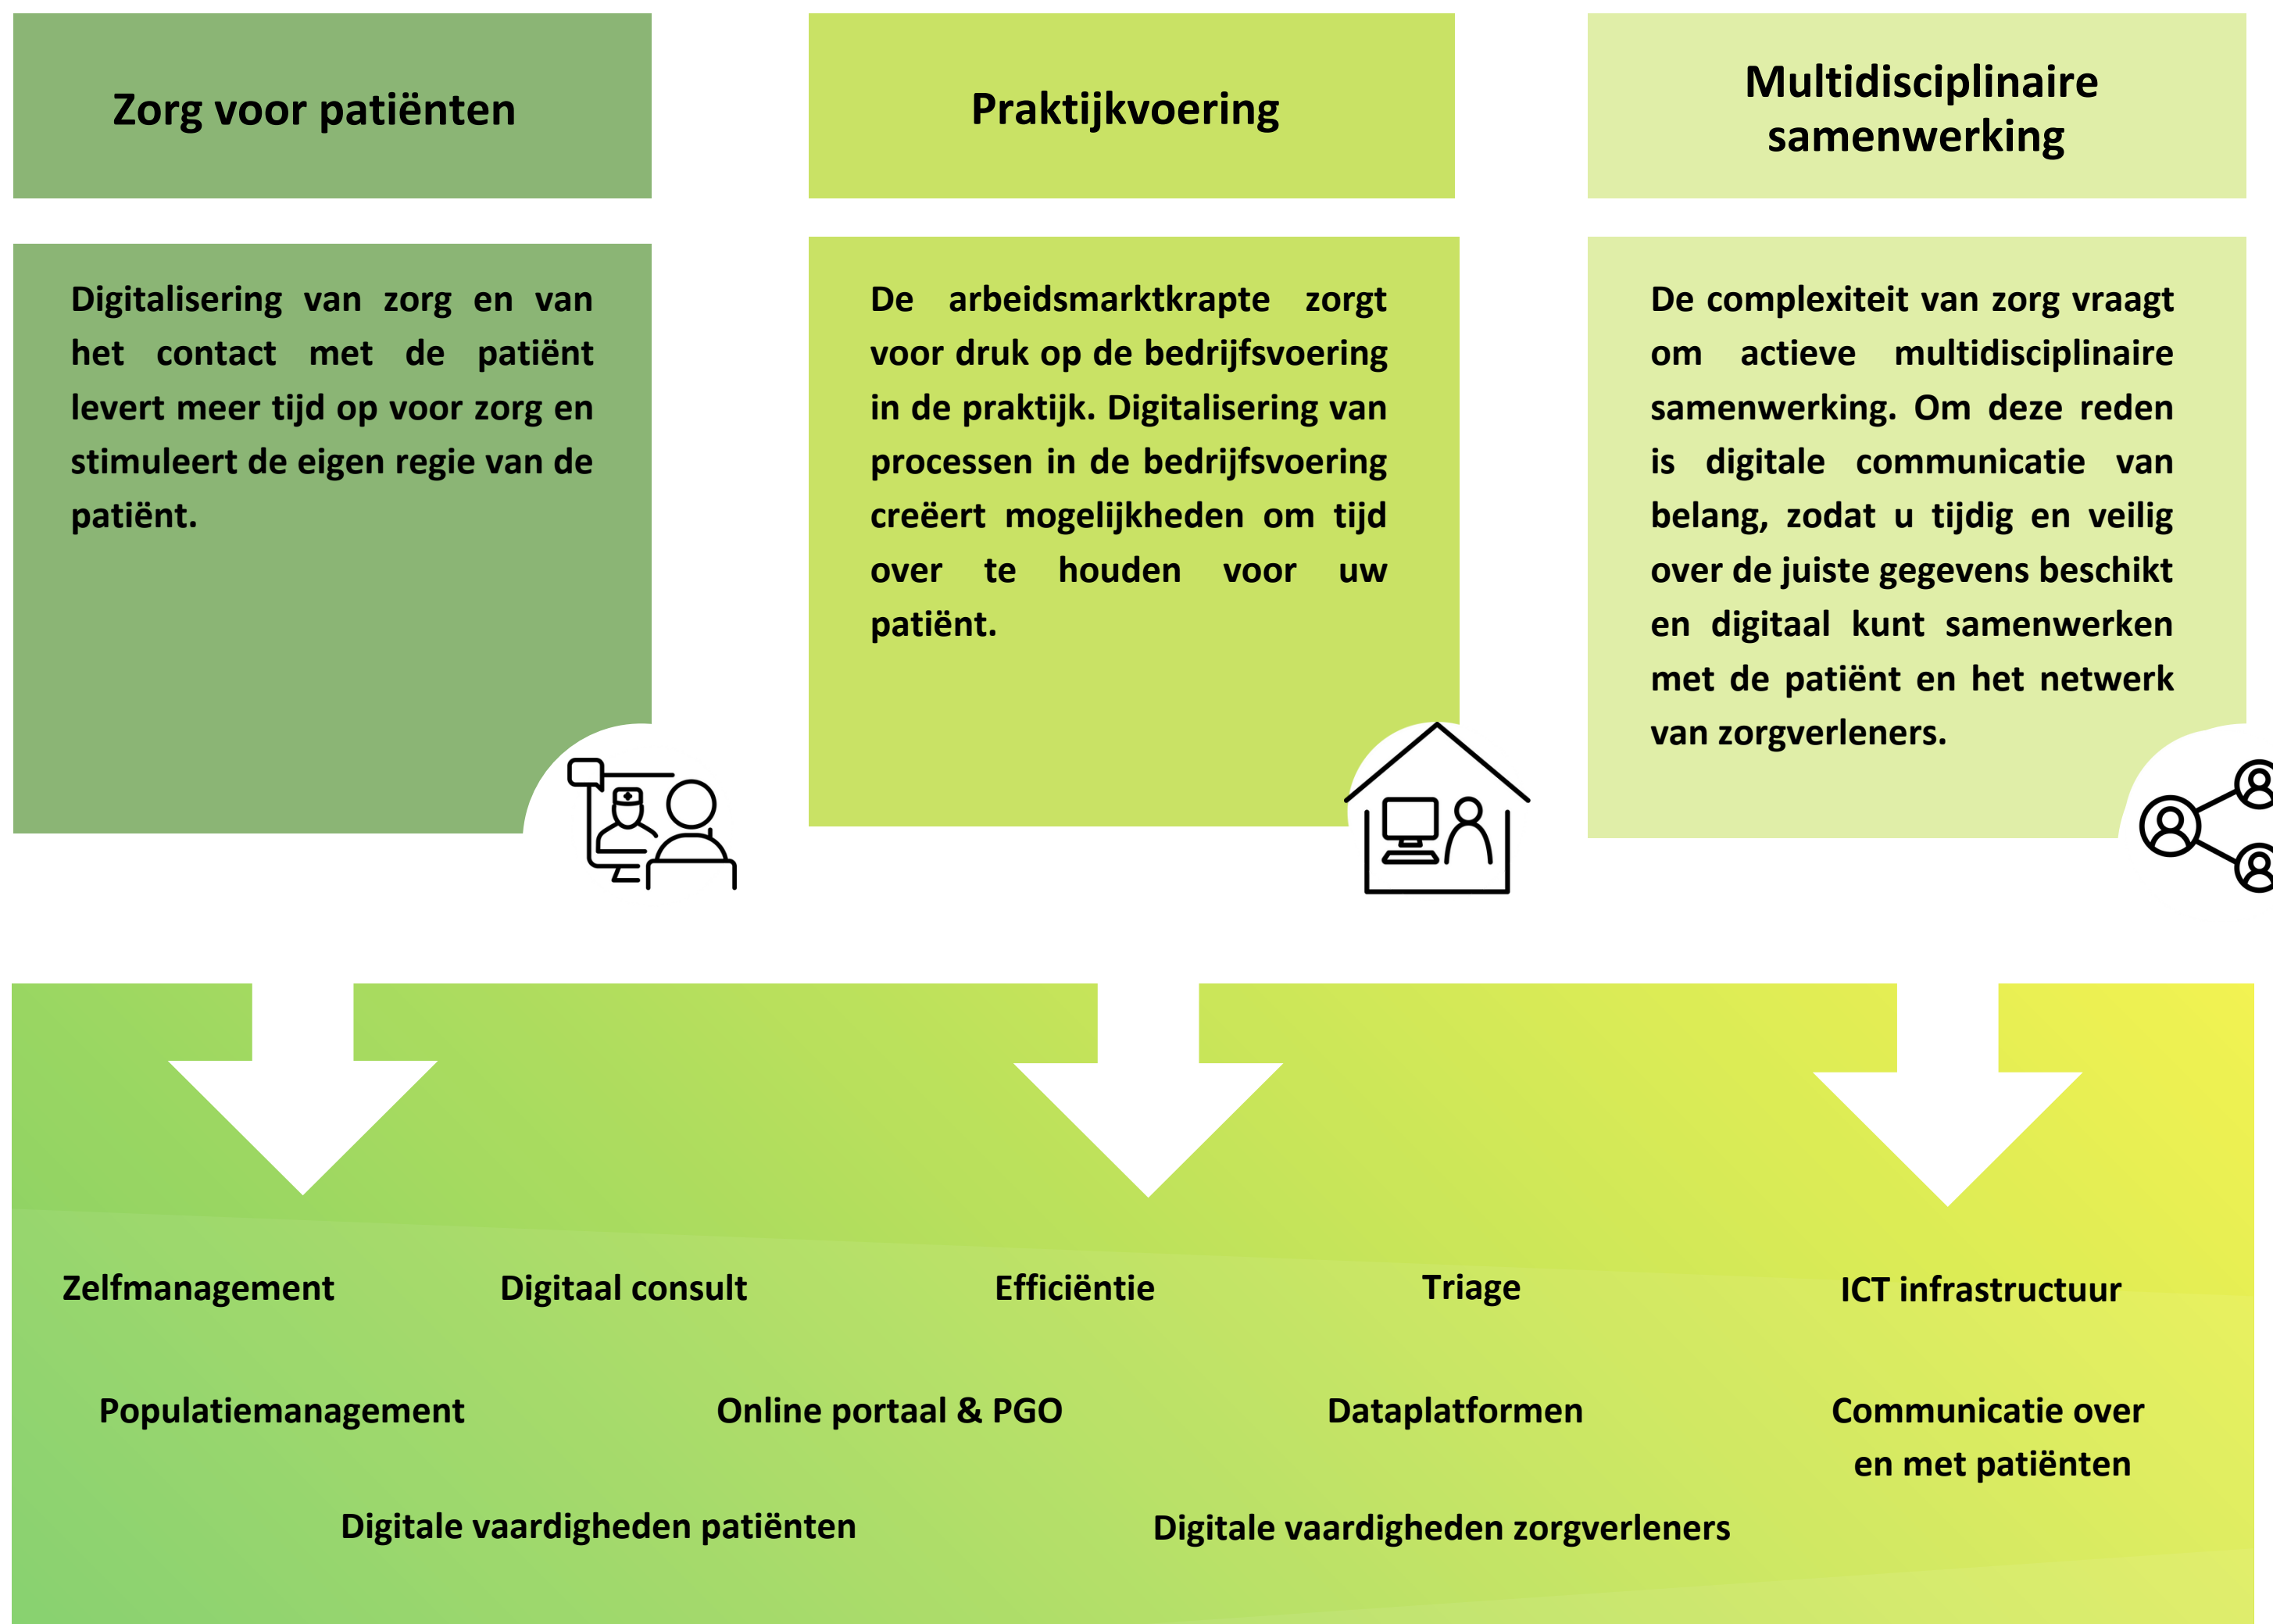 Zorg voor patiënten
Digitalisering van zorg en van
het contact met de patiënt
levert meer tijd op voor zorg en
stimuleert de eigen regie van de
patiënt.
Praktijkvoering
De arbeidsmarktkrapte zorgt
voor druk op de bedrijfsvoering
in de praktijk. Digitalisering van
processen in de bedrijfsvoering
creëert mogelijkheden om tijd
over te houden voor uw
patiënt.
Multidisciplinaire
samenwerking
De complexiteit van zorg vraagt
om actieve multidisciplinaire
samenwerking. Om deze reden
is digitale communicatie van
belang, zodat u tijdig en veilig
over de juiste gegevens beschikt
en digitaal kunt samenwerken
met de patiënt en het netwerk
van zorgverleners.
Zelfmanagement
Digitaal consult
Efficiëntie
Triage
ICT infrastructuur
Populatiemanagement
Online portaal & PGO
Dataplatformen
Communicatie over
en met patiënten
Digitale vaardigheden patiënten
Digitale vaardigheden zorgverleners